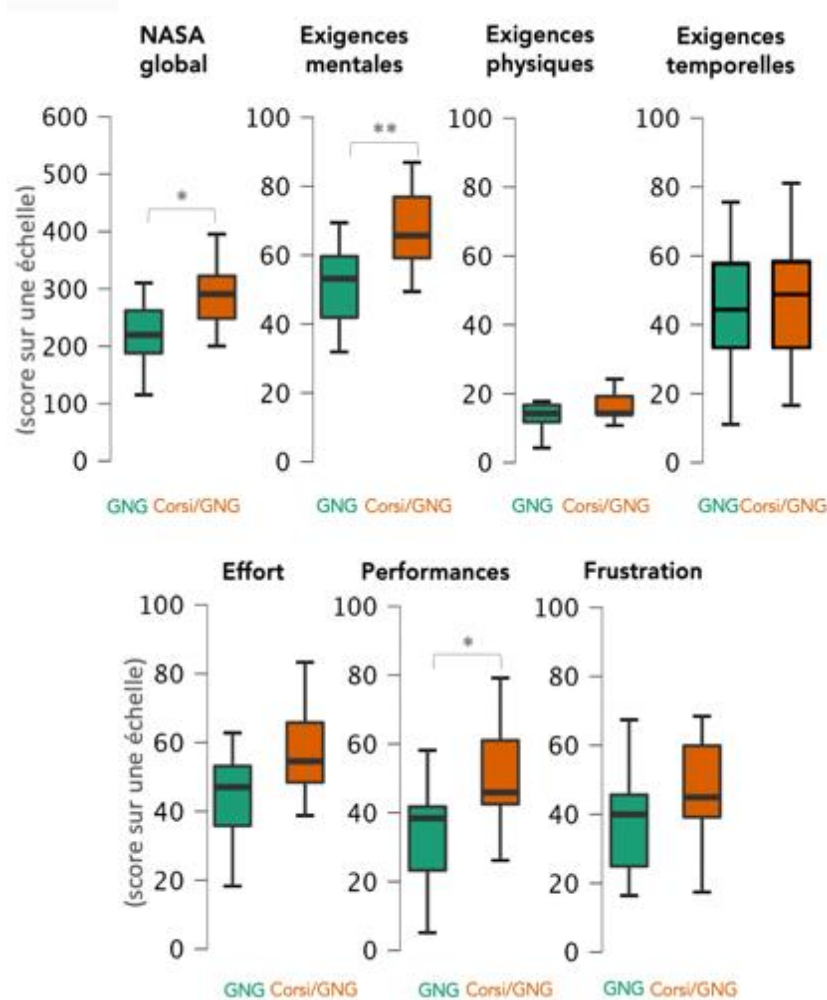 NASA global
Exigences mentales
Exigences physiques
Exigences temporelles
600
500
400
300
200
100
0
(score sur une échelle)
*
100
80
60
40
20
0
**
100
80
60
40
20
0
100
80
60
40
20
0
GNG Corsi/GNG
GNG Corsi/GNG
GNG Corsi/GNG
GNG Corsi/GNG
Effort
Performances
Frustration
100
80
60
40
20
0
(score sur une échelle)
100
80
60
40
20
0
*
100
80
60
40
20
0
GNG Corsi/GNG
GNG Corsi/GNG
GNG Corsi/GNG